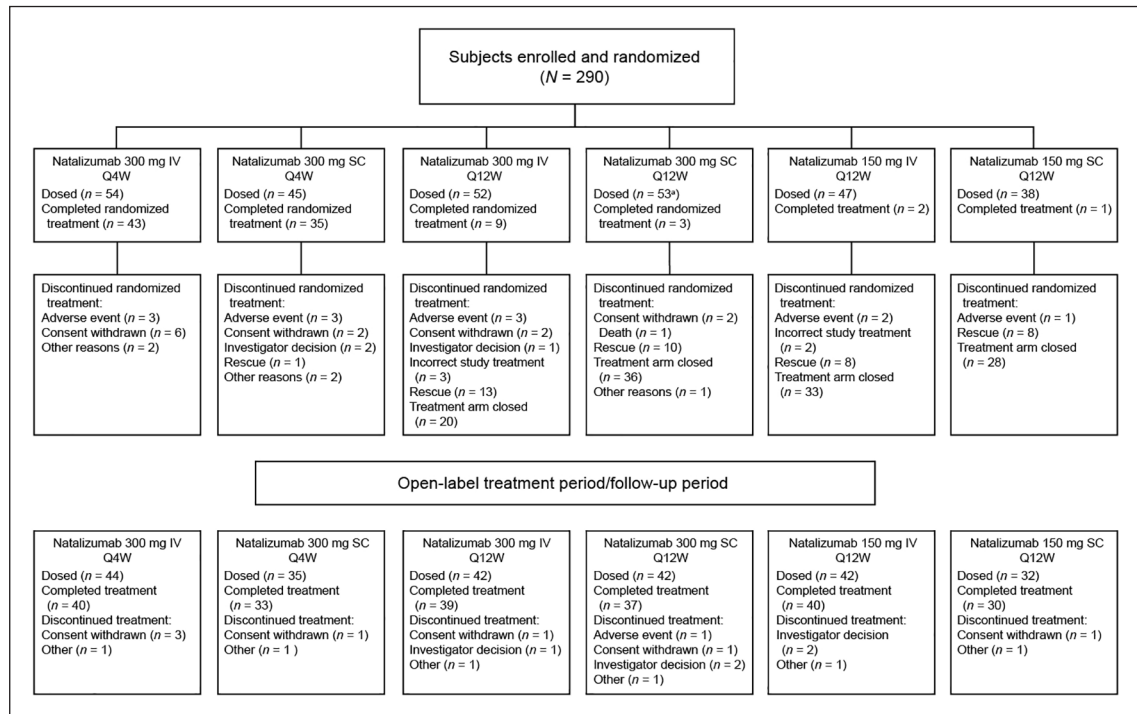 Subjects enrolled and randomized
(N = 290)
Natalizumab 300 mg IV
Q4W
Dosed (n = 54)
Completed randomized
treatment (n = 43)
Natalizumab 300 mg SC
Q4W
Dosed (n = 45)
Completed randomized
treatment (n = 35)
Natalizumab 300 mg IV
Q12W
Dosed (n = 52)
Completed randomized
treatment (n = 9)
Natalizumab 300 mg SC
Q12W
Dosed (n = 53ᵃ)
Completed randomized
treatment (n = 3)
Natalizumab 150 mg IV
Q12W
Dosed (n = 47)
Completed treatment (n = 2)
Natalizumab 150 mg SC
Q12W
Dosed (n = 38)
Completed treatment (n = 1)
Discontinued randomized
treatment:
Adverse event (n = 3)
Consent withdrawn (n = 6)
Other reasons (n = 2)
Discontinued randomized
treatment:
Adverse event (n = 3)
Consent withdrawn (n = 2)
Investigator decision (n = 2)
Rescue (n = 1)
Other reasons (n = 2)
Discontinued randomized
treatment:
Adverse event (n = 3)
Consent withdrawn (n = 2)
Investigator decision (n = 1)
Incorrect study treatment
(n = 3)
Rescue (n = 13)
Treatment arm closed
(n = 20)
Discontinued randomized
treatment:
Consent withdrawn (n = 2)
Death (n = 1)
Rescue (n = 10)
Treatment arm closed
(n = 36)
Other reasons (n = 1)
Discontinued randomized
treatment:
Adverse event (n = 2)
Incorrect study treatment
(n = 2)
Rescue (n = 8)
Treatment arm closed
(n = 33)
Discontinued randomized
treatment:
Adverse event (n = 1)
Rescue (n = 8)
Treatment arm closed
(n = 28)
Open-label treatment period/follow-up period
Natalizumab 300 mg IV
Q4W
Dosed (n = 44)
Completed treatment
(n = 40)
Discontinued treatment:
Consent withdrawn (n = 3)
Other (n = 1)
Natalizumab 300 mg SC
Q4W
Dosed (n = 35)
Completed treatment
(n = 33)
Discontinued treatment:
Consent withdrawn (n = 1)
Other (n = 1 )
Natalizumab 300 mg IV
Q12W
Dosed (n = 42)
Completed treatment
(n = 39)
Discontinued treatment:
Consent withdrawn (n = 1)
Investigator decision (n = 1)
Other (n = 1)
Natalizumab 300 mg SC
Q12W
Dosed (n = 42)
Completed treatment
(n = 37)
Discontinued treatment:
Adverse event (n = 1)
Consent withdrawn (n = 1)
Investigator decision (n = 2)
Other (n = 1)
Natalizumab 150 mg IV
Q12W
Dosed (n = 42)
Completed treatment
(n = 40)
Discontinued treatment:
Investigator decision
(n = 2)
Other (n = 1)
Natalizumab 150 mg SC
Q12W
Dosed (n = 32)
Completed treatment
(n = 30)
Discontinued treatment:
Consent withdrawn (n = 1)
Other (n = 1)